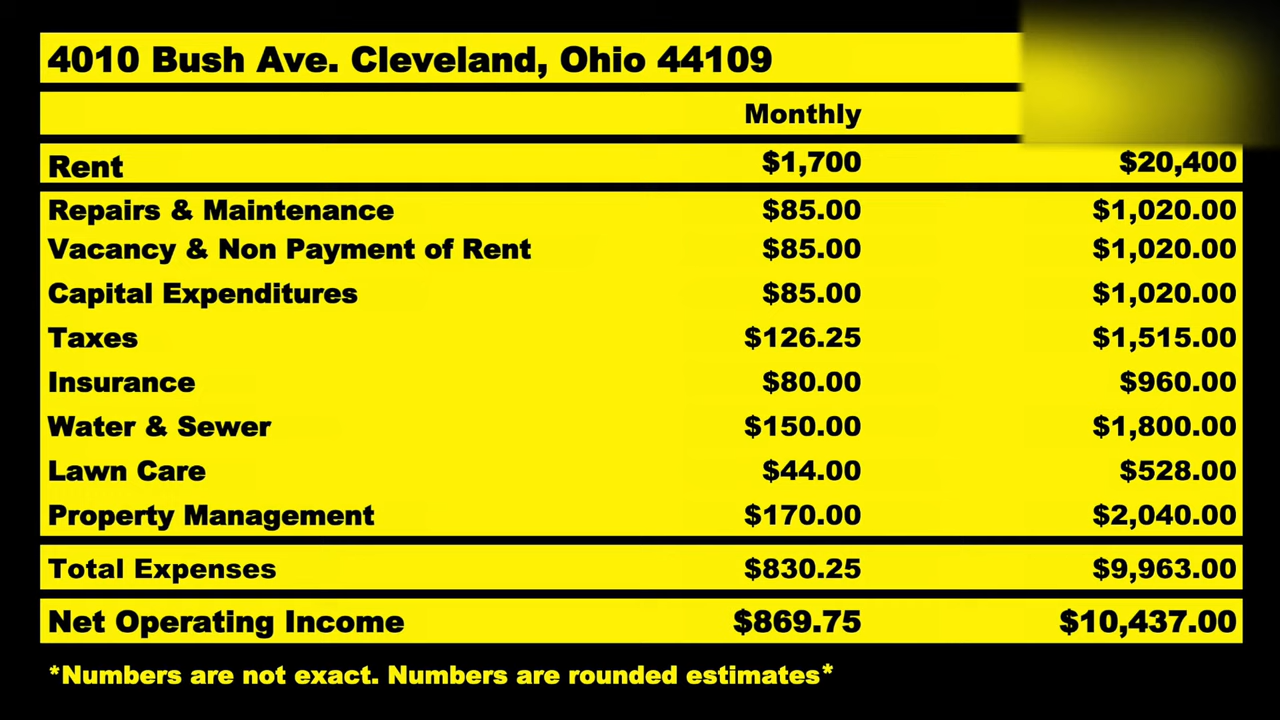 4010 Bush Ave. Cleveland, Ohio 44109
Monthly
Rent $1,700 $20,400
Repairs & Maintenance $85.00 $1,020.00
Vacancy & Non Payment of Rent $85.00 $1,020.00
Capital Expenditures $85.00 $1,020.00
Taxes $126.25 $1,515.00
Insurance $80.00 $960.00
Water & Sewer $150.00 $1,800.00
Lawn Care $44.00 $528.00
Property Management $170.00 $2,040.00
Total Expenses $830.25 $9,963.00
Net Operating Income $869.75 $10,437.00
*Numbers are not exact. Numbers are rounded estimates*